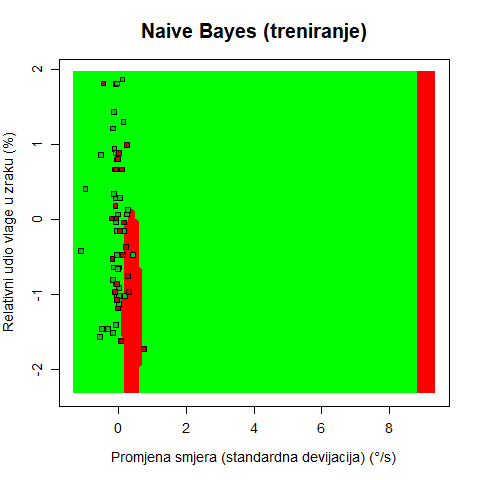 Naive Bayes (treniranje)
Relativni udio vlage u zraku (%)
2
1
0
-1
-2
0 2 4 6 8
Promjena smjera (standardna devijacija) (°/s)